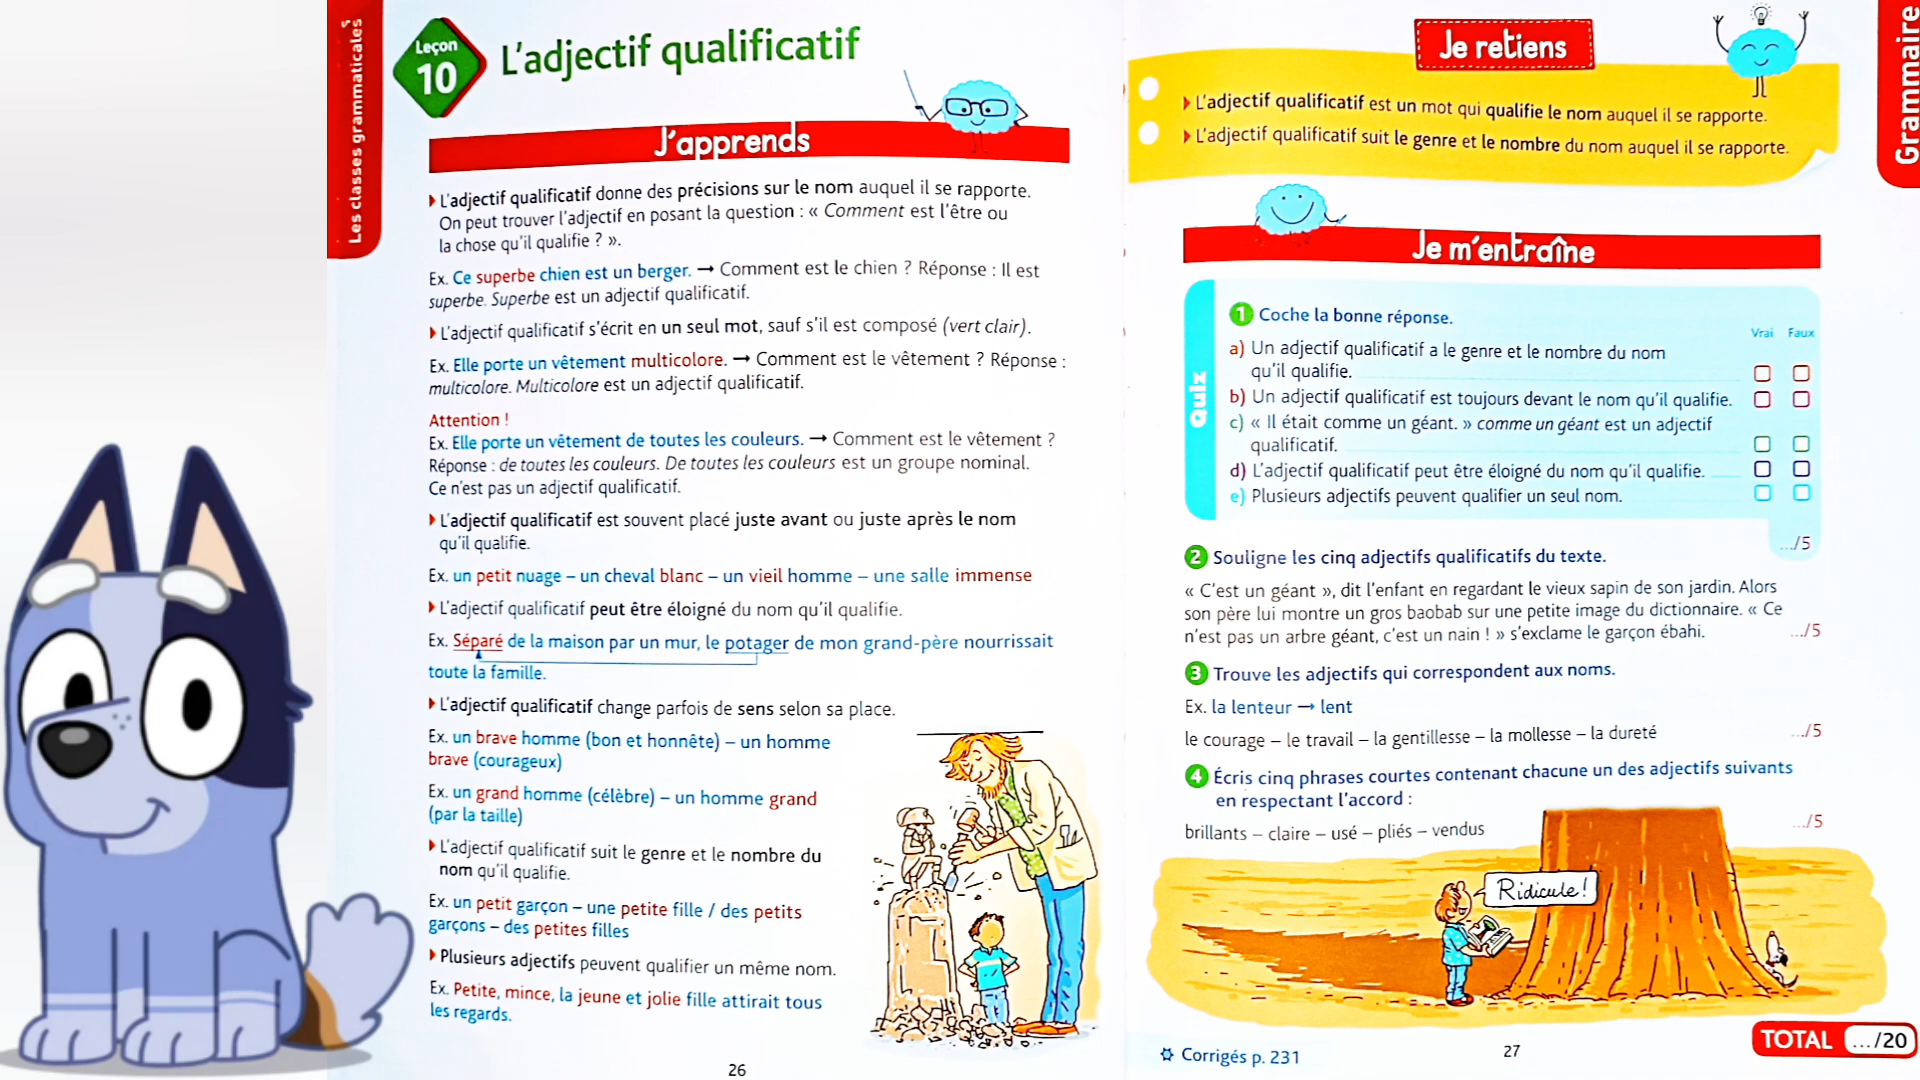 Les classes grammaticales
Leçon
10
L'adjectif qualificatif
J'apprends
L'adjectif qualificatif donne des précisions sur le nom auquel il se rapporte.
On peut trouver l'adjectif en posant la question : « Comment est l'être ou
la chose qu'il qualifie ? ».
Ex. Ce superbe chien est un berger. → Comment est le chien ? Réponse : Il est
superbe. Superbe est un adjectif qualificatif.
L'adjectif qualificatif s'écrit en un seul mot, sauf s'il est composé (vert clair).
Ex. Elle porte un vêtement multicolore. → Comment est le vêtement ? Réponse :
multicolore. Multicolore est un adjectif qualificatif.
Attention !
Ex. Elle porte un vêtement de toutes les couleurs. → Comment est le vêtement ?
Réponse : de toutes les couleurs. De toutes les couleurs est un groupe nominal.
Ce n'est pas un adjectif qualificatif.
L'adjectif qualificatif est souvent placé juste avant ou juste après le nom
qu'il qualifie.
Ex. un petit nuage – un cheval blanc – un vieil homme – une salle immense
L'adjectif qualificatif peut être éloigné du nom qu'il qualifie.
Ex. Séparé de la maison par un mur, le potager de mon grand-père nourrissait
toute la famille.
L'adjectif qualificatif change parfois de sens selon sa place.
Ex. un brave homme (bon et honnête) – un homme
brave (courageux)
Ex. un grand homme (célèbre) – un homme grand
(par la taille)
L'adjectif qualificatif suit le genre et le nombre du
nom qu'il qualifie.
Ex. un petit garçon – une petite fille / des petits
garçons – des petites filles
Plusieurs adjectifs peuvent qualifier un même nom.
Ex. Petite, mince, la jeune et jolie fille attirait tous
les regards.
26
Grammaire
Je retiens
L'adjectif qualificatif est un mot qui qualifie le nom auquel il se rapporte.
L'adjectif qualificatif suit le genre et le nombre du nom auquel il se rapporte.
Je m'entraîne
Quiz
1 Coche la bonne réponse.
Vrai Faux
a) Un adjectif qualificatif a le genre et le nombre du nom
qu'il qualifie.
b) Un adjectif qualificatif est toujours devant le nom qu'il qualifie.
c) « Il était comme un géant. » comme un géant est un adjectif
qualificatif.
d) L'adjectif qualificatif peut être éloigné du nom qu'il qualifie.
e) Plusieurs adjectifs peuvent qualifier un seul nom.
.../5
2 Souligne les cinq adjectifs qualificatifs du texte.
« C'est un géant », dit l'enfant en regardant le vieux sapin de son jardin. Alors
son père lui montre un gros baobab sur une petite image du dictionnaire. « Ce
n'est pas un arbre géant, c'est un nain ! » s'exclame le garçon ébahi.
.../5
3 Trouve les adjectifs qui correspondent aux noms.
Ex. la lenteur → lent
le courage – le travail – la gentillesse – la mollesse – la dureté
.../5
4 Écris cinq phrases courtes contenant chacune un des adjectifs suivants
en respectant l'accord :
brillants – claire – usé – pliés – vendus
.../5
Ridicule !
TOTAL .../20
Corrigés p. 231
27